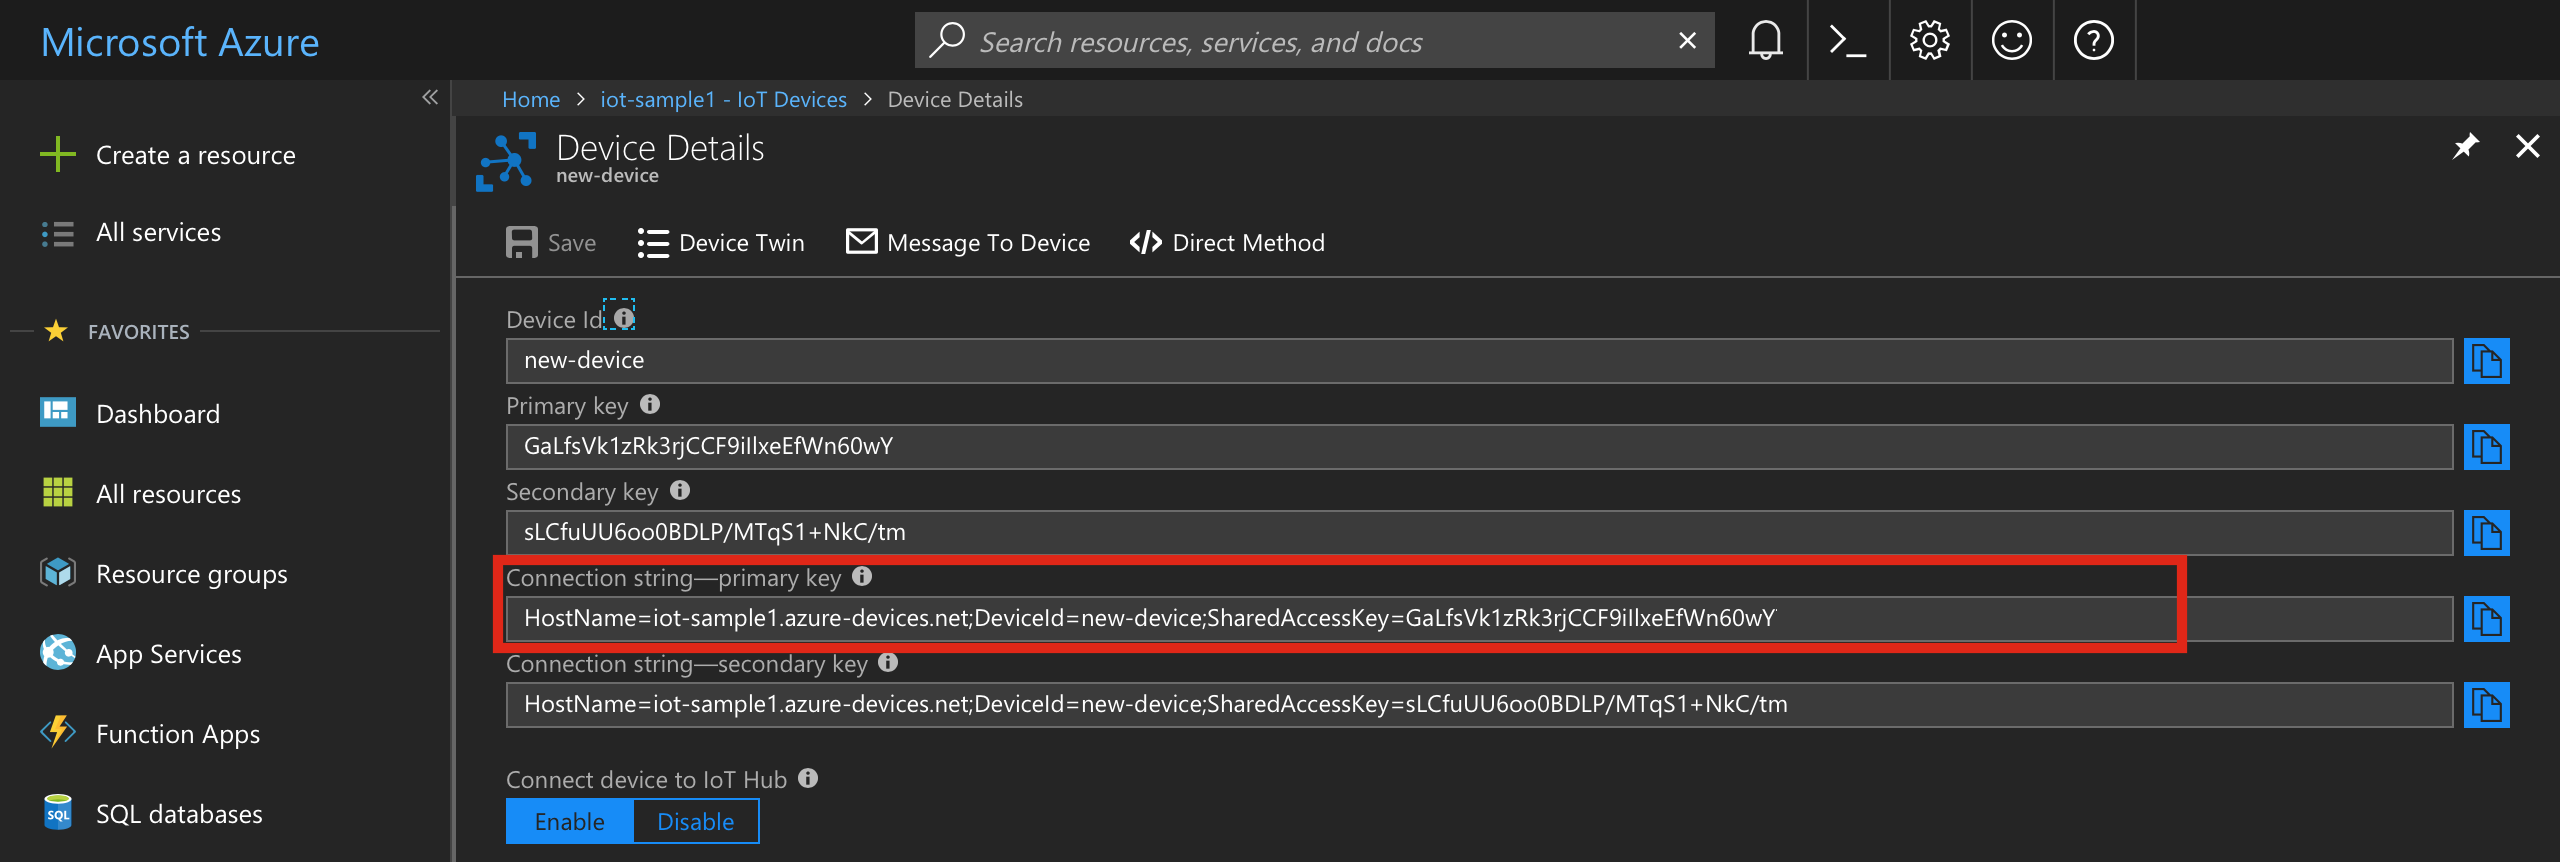 Microsoft Azure
Search resources, services, and docs
Home > iot-sample1 - IoT Devices > Device Details
Create a resource
All services
FAVORITES
Dashboard
All resources
Resource groups
App Services
Function Apps
SQL databases
Device Details
new-device
Save
Device Twin
Message To Device
Direct Method
Device Id
new-device
Primary key
GaLfsVk1zRk3rjCCF9iIlxeEfWn60wY
Secondary key
sLCfuUU6oo0BDLP/MTqS1+NkC/tm
Connection string—primary key
HostName=iot-sample1.azure-devices.net;DeviceId=new-device;SharedAccessKey=GaLfsVk1zRk3rjCCF9iIlxeEfWn60wY
Connection string—secondary key
HostName=iot-sample1.azure-devices.net;DeviceId=new-device;SharedAccessKey=sLCfuUU6oo0BDLP/MTqS1+NkC/tm
Connect device to IoT Hub
Enable
Disable